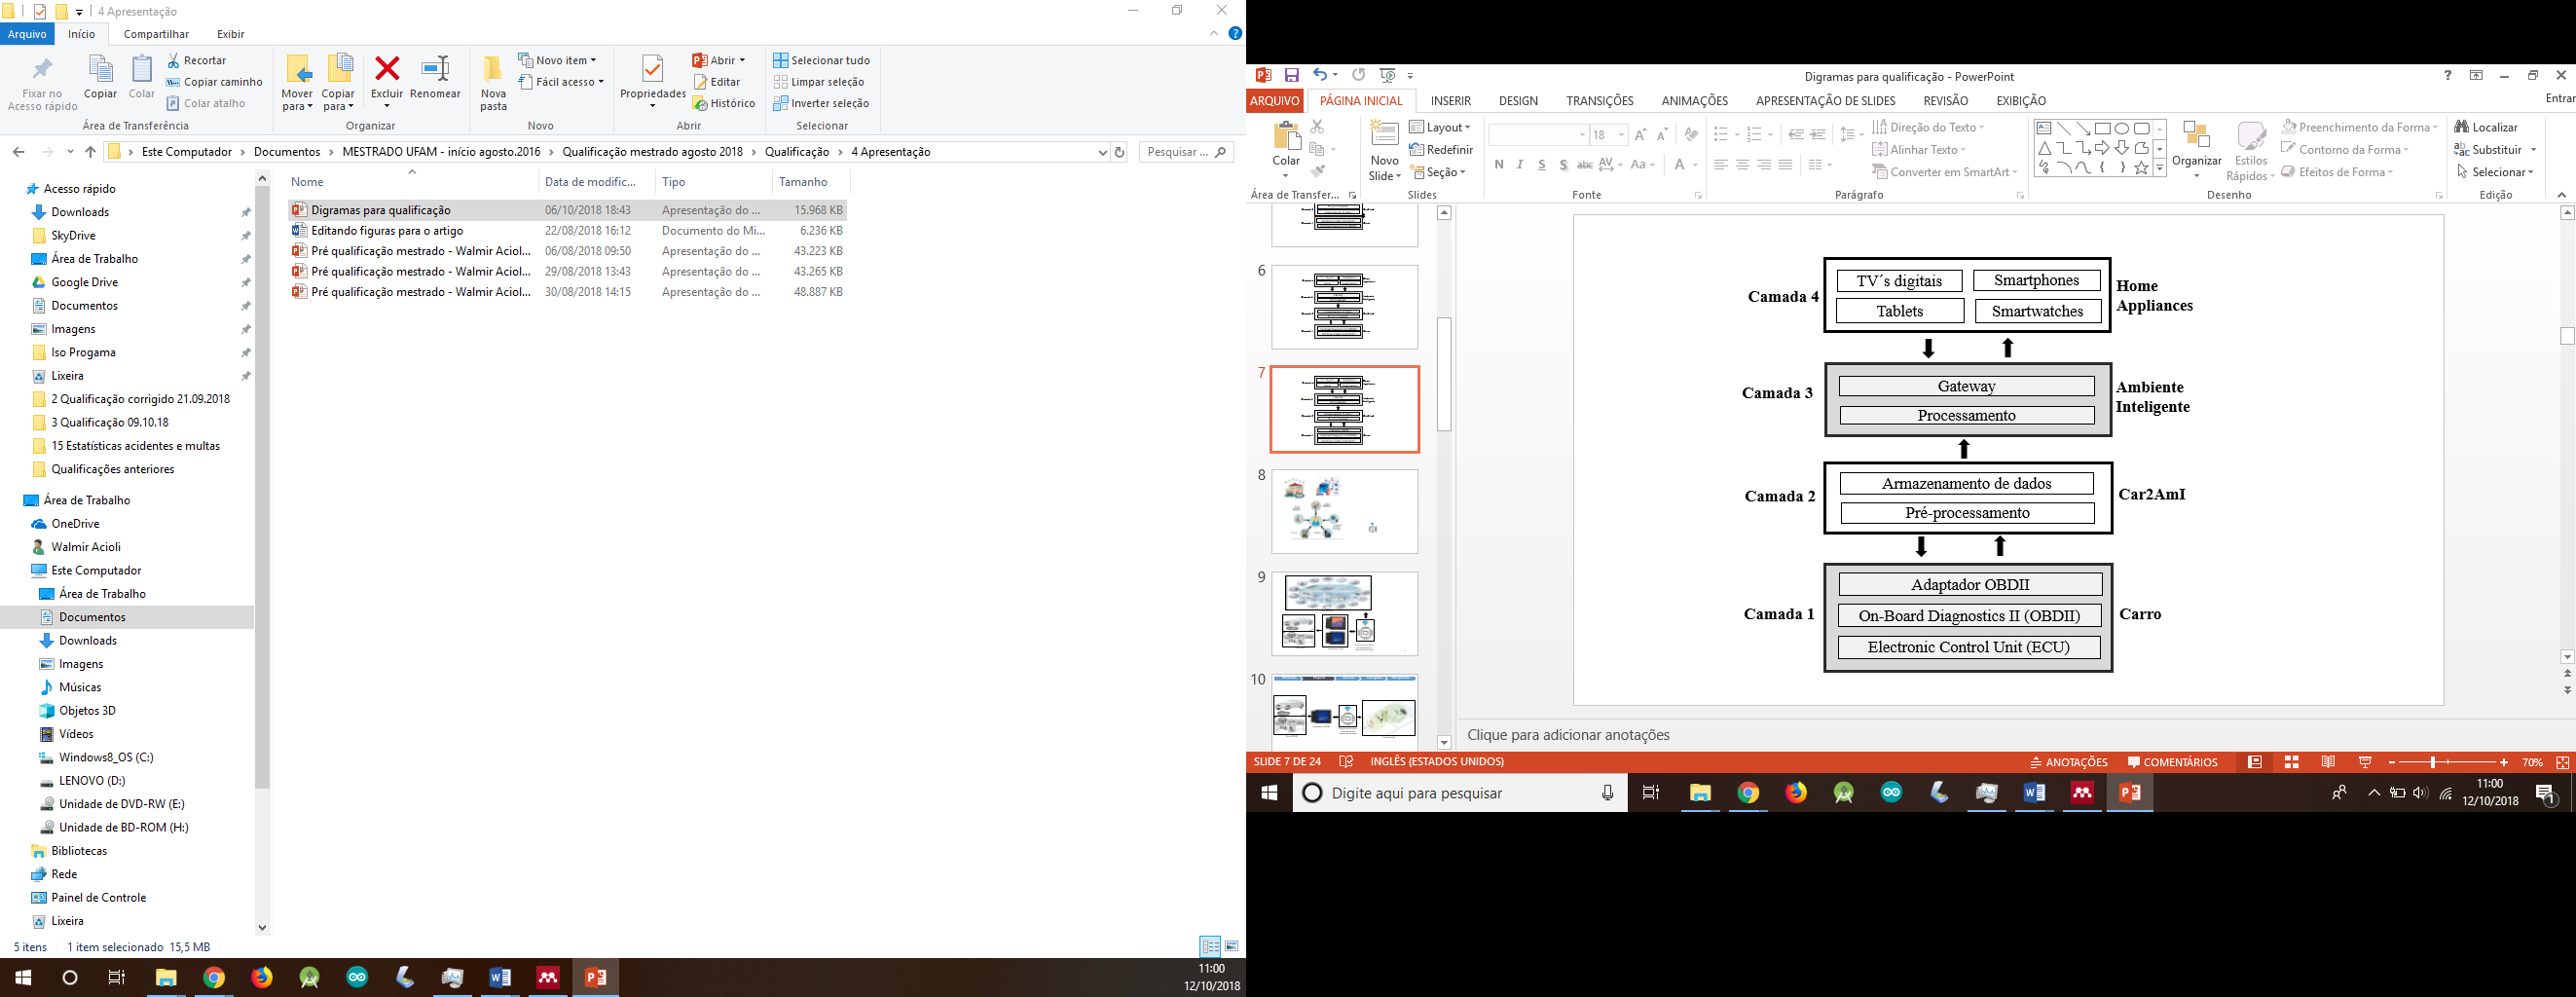 4 Apresentação
Arquivo Início Compartilhar Exibir
Fixar no Acesso rápido
Copiar
Colar
Recortar
Copiar caminho
Colar atalho
Mover para
Copiar para
Excluir
Renomear
Nova pasta
Novo item
Fácil acesso
Propriedades
Abrir
Editar
Histórico
Selecionar tudo
Limpar seleção
Inverter seleção
Área de Transferência Organizar Novo Abrir Selecionar
Este Computador Documentos MESTRADO UFAM - início agosto.2016 Qualificação mestrado agosto 2018 Qualificação 4 Apresentação
Pesquisar ...
Nome Data de modific... Tipo Tamanho
Digramas para qualificação 06/10/2018 18:43 Apresentação do ... 15.968 KB
Editando figuras para o artigo 22/08/2018 16:12 Documento do Mi... 6.236 KB
Pré qualificação mestrado - Walmir Aciol... 06/08/2018 09:50 Apresentação do ... 43.223 KB
Pré qualificação mestrado - Walmir Aciol... 29/08/2018 13:43 Apresentação do ... 43.265 KB
Pré qualificação mestrado - Walmir Aciol... 30/08/2018 14:15 Apresentação do ... 48.887 KB
Acesso rápido
Downloads
SkyDrive
Área de Trabalho
Google Drive
Documentos
Imagens
Iso Progama
Lixeira
2 Qualificação corrigido 21.09.2018
3 Qualificação 09.10.18
15 Estatísticas acidentes e multas
Qualificações anteriores
Área de Trabalho
OneDrive
Walmir Acioli
Este Computador
Área de Trabalho
Documentos
Downloads
Imagens
Músicas
Objetos 3D
Vídeos
Windows8_OS (C:)
LENOVO (D:)
Unidade de DVD-RW (E:)
Unidade de BD-ROM (H:)
Bibliotecas
Rede
Painel de Controle
Lixeira
5 itens 1 item selecionado 15,5 MB
11:00
12/10/2018
Digramas para qualificação - PowerPoint
ARQUIVO PÁGINA INICIAL INSERIR DESIGN TRANSIÇÕES ANIMAÇÕES APRESENTAÇÃO DE SLIDES REVISÃO EXIBIÇÃO
Entrar
Colar
Novo Slide
Layout
Redefinir
Seção
18
N I S S abc AV Aa A
Direção do Texto
Alinhar Texto
Converter em SmartArt
Organizar
Estilos Rápidos
Preenchimento da Forma
Contorno da Forma
Efeitos de Forma
Localizar
Substituir
Selecionar
Área de Transfer... Slides Fonte Parágrafo Desenho Edição
6
7
8
9
10
Camada 4
TV´s digitais Smartphones
Tablets Smartwatches
Home
Appliances
Camada 3
Gateway
Processamento
Ambiente
Inteligente
Camada 2
Armazenamento de dados
Pré-processamento
Car2AmI
Camada 1
Adaptador OBDII
On-Board Diagnostics II (OBDII)
Electronic Control Unit (ECU)
Carro
Clique para adicionar anotações
SLIDE 7 DE 24 INGLÊS (ESTADOS UNIDOS) ANOTAÇÕES COMENTÁRIOS 70%
Digite aqui para pesquisar
11:00
12/10/2018
1